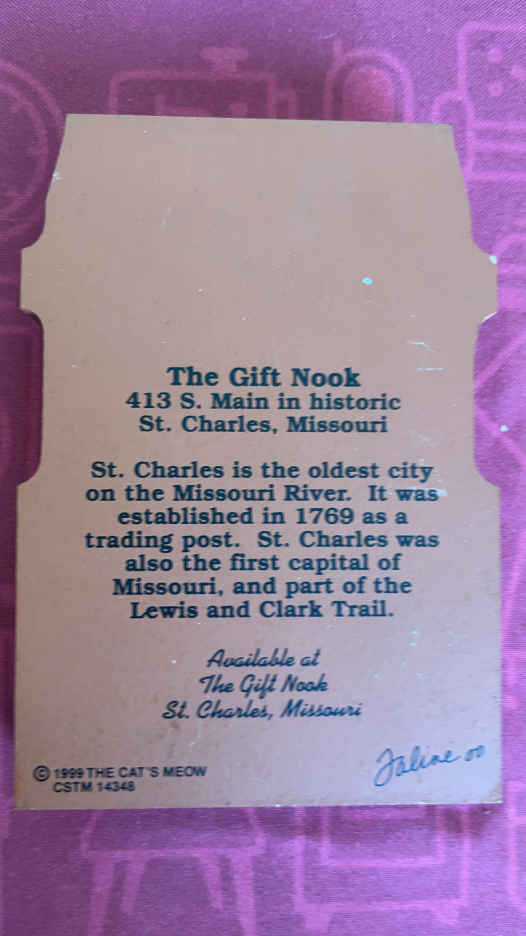 The Gift Nook
413 S. Main in historic
St. Charles, Missouri
St. Charles is the oldest city
on the Missouri River. It was
established in 1769 as a
trading post. St. Charles was
also the first capital of
Missouri, and part of the
Lewis and Clark Trail.
Available at
The Gift Nook
St. Charles, Missouri
© 1999 THE CAT'S MEOW
CSTM 14348
Faline 00